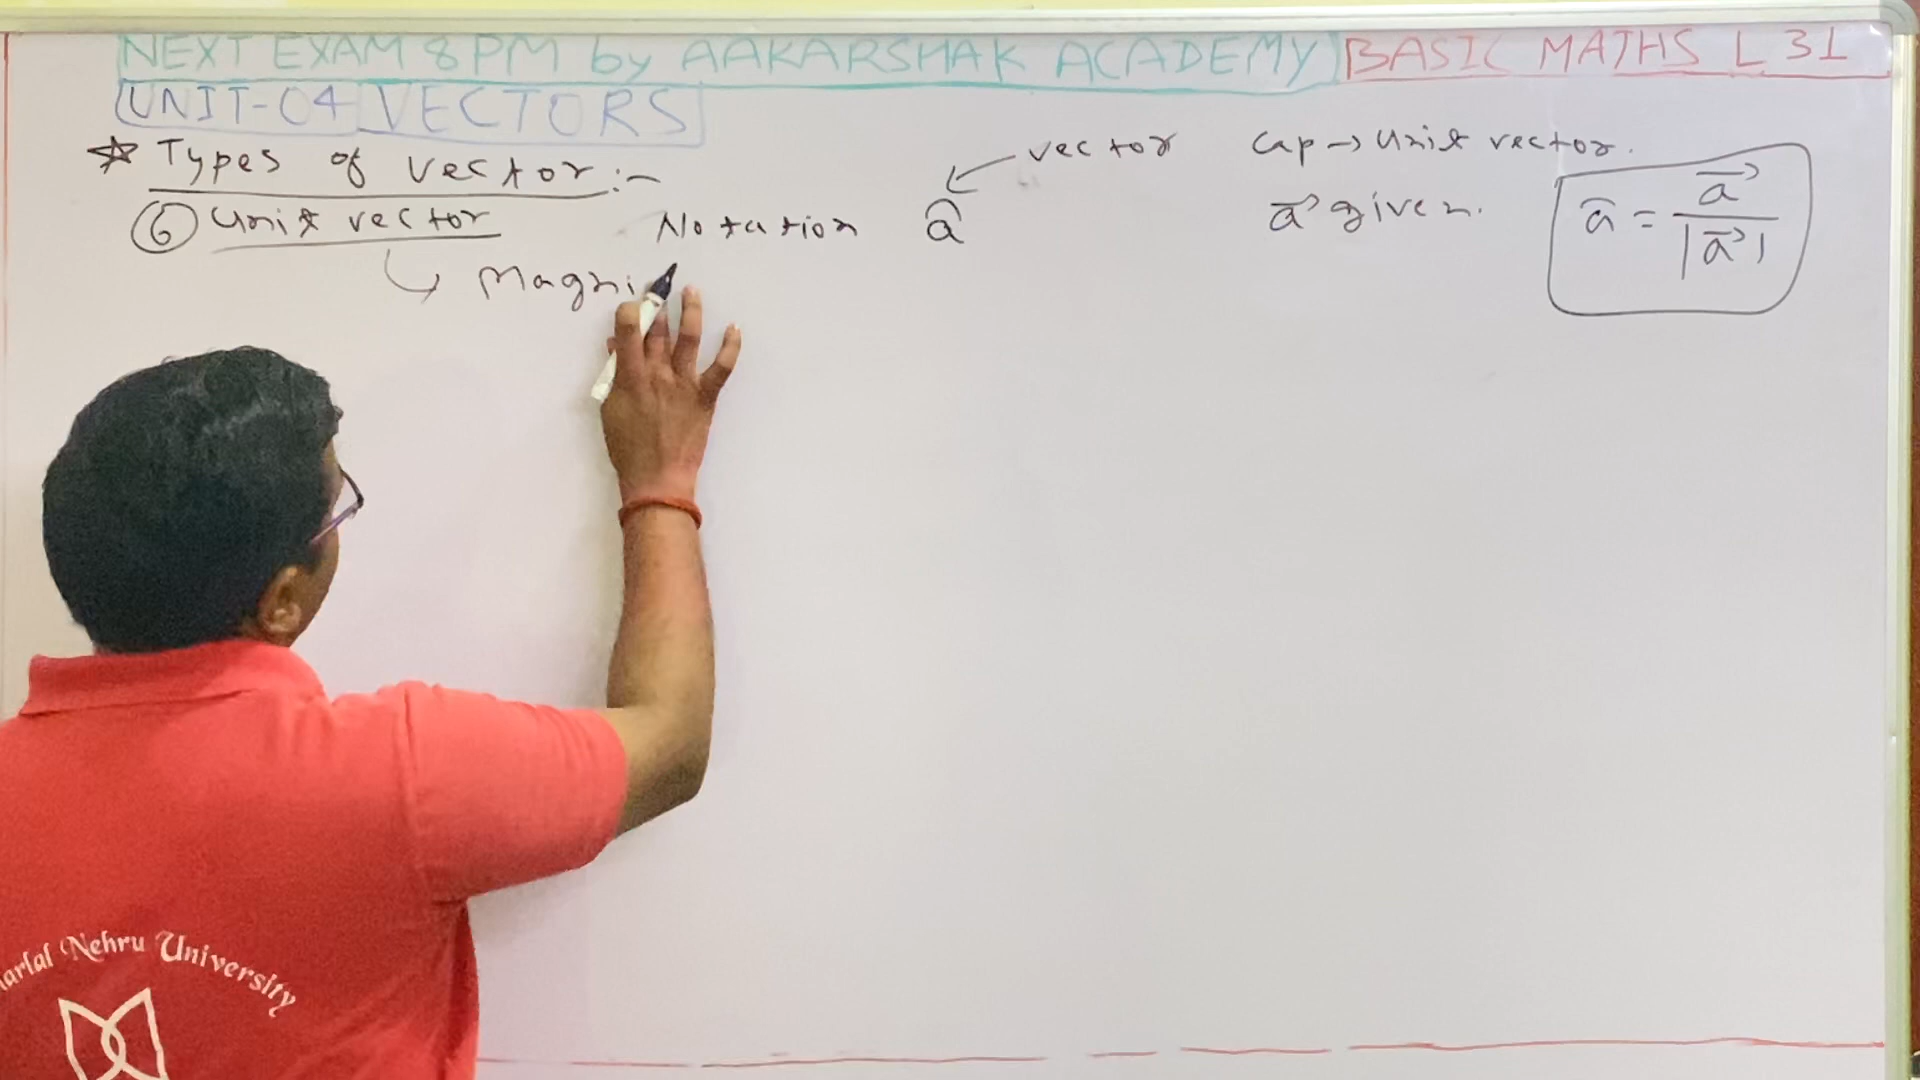 NEXT EXAM 8PM by AAKARSHAK ACADEMY BASIC MATHS L 31
UNIT-04 VECTORS
☆ Types of vector :-
⑥ unit vector Notation â ← vector
cap → unit vector.
a⃗ given.
â = a⃗ / |a⃗|
↳ Magni
harlal Nehru University